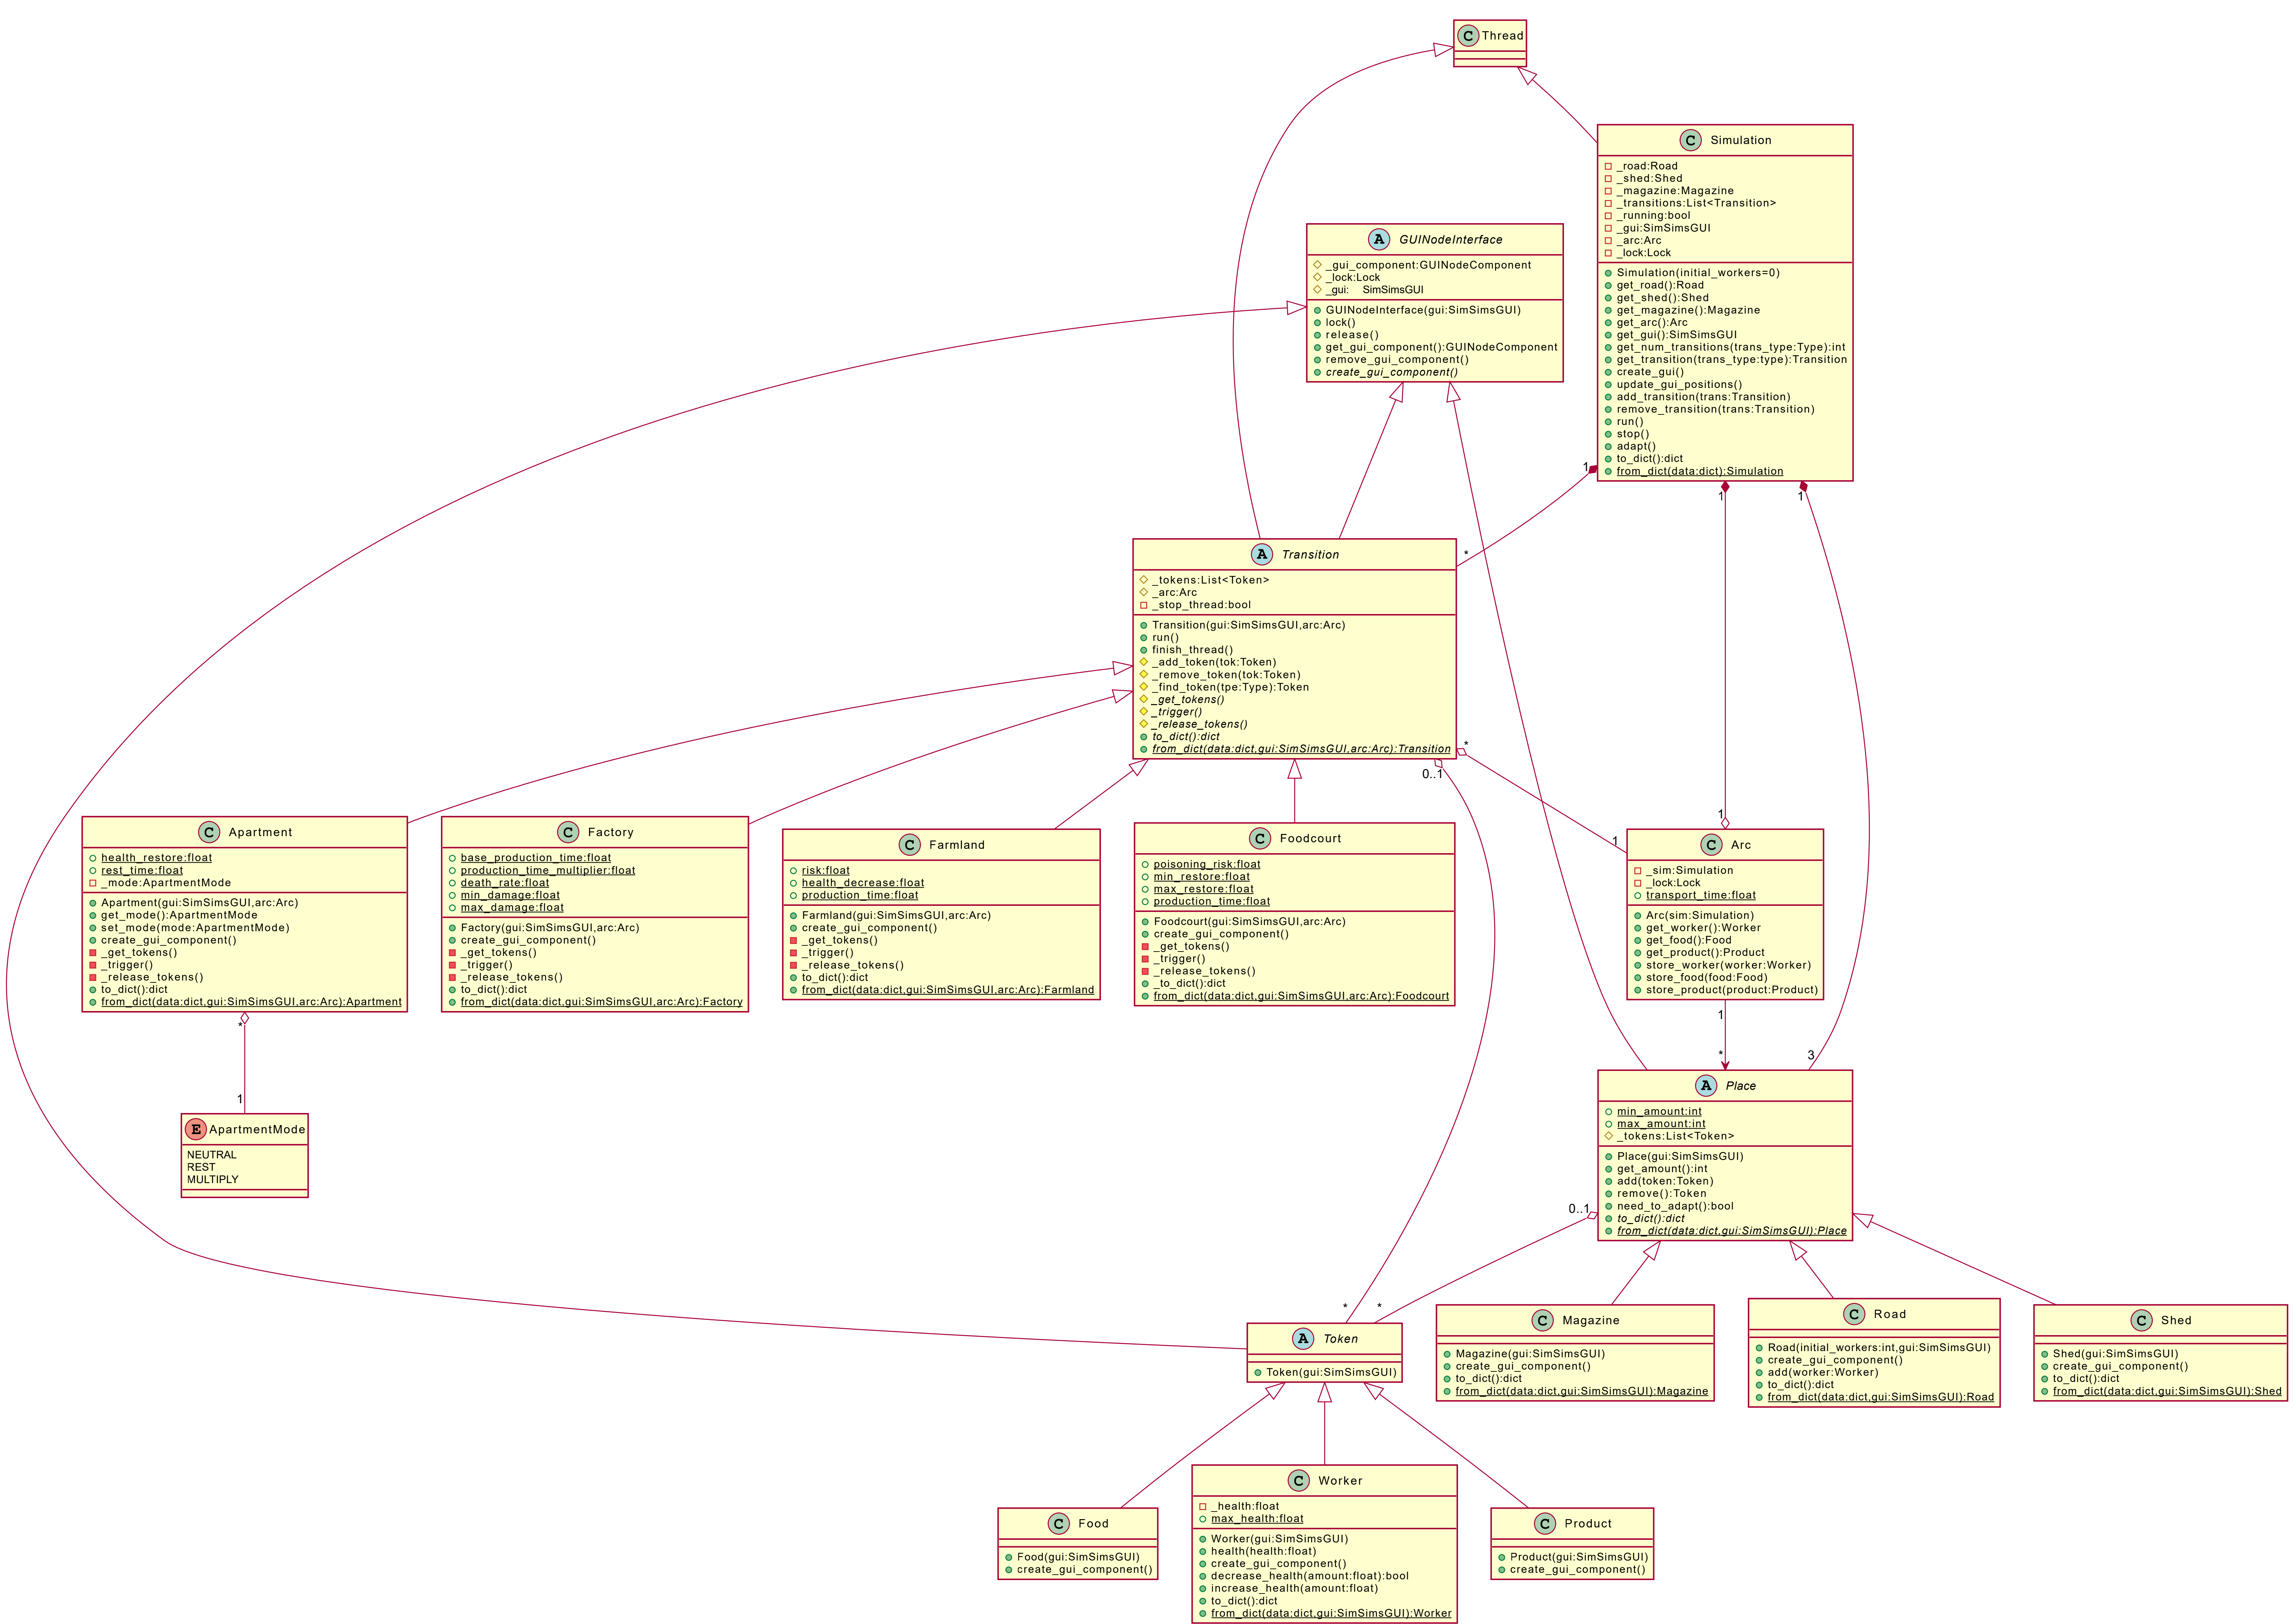 C Thread
C Simulation
_road:Road
_shed:Shed
_magazine:Magazine
_transitions:List<Transition>
_running:bool
_gui:SimSimsGUI
_arc:Arc
_lock:Lock
Simulation(initial_workers=0)
get_road():Road
get_shed():Shed
get_magazine():Magazine
get_arc():Arc
get_gui():SimSimsGUI
get_num_transitions(trans_type:Type):int
get_transition(trans_type:type):Transition
create_gui()
update_gui_positions()
add_transition(trans:Transition)
remove_transition(trans:Transition)
run()
stop()
adapt()
to_dict():dict
from_dict(data:dict):Simulation
A GUINodeInterface
_gui_component:GUINodeComponent
_lock:Lock
_gui: SimSimsGUI
GUINodeInterface(gui:SimSimsGUI)
lock()
release()
get_gui_component():GUINodeComponent
remove_gui_component()
create_gui_component()
1
1
1
*
A Transition
_tokens:List<Token>
_arc:Arc
_stop_thread:bool
Transition(gui:SimSimsGUI,arc:Arc)
run()
finish_thread()
_add_token(tok:Token)
_remove_token(tok:Token)
_find_token(tpe:Type):Token
_get_tokens()
_trigger()
_release_tokens()
to_dict():dict
from_dict(data:dict,gui:SimSimsGUI,arc:Arc):Transition
*
0..1
C Apartment
health_restore:float
rest_time:float
_mode:ApartmentMode
Apartment(gui:SimSimsGUI,arc:Arc)
get_mode():ApartmentMode
set_mode(mode:ApartmentMode)
create_gui_component()
_get_tokens()
_trigger()
_release_tokens()
to_dict():dict
from_dict(data:dict,gui:SimSimsGUI,arc:Arc):Apartment
C Factory
base_production_time:float
production_time_multiplier:float
death_rate:float
min_damage:float
max_damage:float
Factory(gui:SimSimsGUI,arc:Arc)
create_gui_component()
_get_tokens()
_trigger()
_release_tokens()
to_dict():dict
from_dict(data:dict,gui:SimSimsGUI,arc:Arc):Factory
C Farmland
risk:float
health_decrease:float
production_time:float
Farmland(gui:SimSimsGUI,arc:Arc)
create_gui_component()
_get_tokens()
_trigger()
_release_tokens()
to_dict():dict
from_dict(data:dict,gui:SimSimsGUI,arc:Arc):Farmland
C Foodcourt
poisoning_risk:float
min_restore:float
max_restore:float
production_time:float
Foodcourt(gui:SimSimsGUI,arc:Arc)
create_gui_component()
_get_tokens()
_trigger()
_release_tokens()
_to_dict():dict
from_dict(data:dict,gui:SimSimsGUI,arc:Arc):Foodcourt
1
1
C Arc
_sim:Simulation
_lock:Lock
transport_time:float
Arc(sim:Simulation)
get_worker():Worker
get_food():Food
get_product():Product
store_worker(worker:Worker)
store_food(food:Food)
store_product(product:Product)
*
1
E ApartmentMode
NEUTRAL
REST
MULTIPLY
1
*
3
A Place
min_amount:int
max_amount:int
_tokens:List<Token>
Place(gui:SimSimsGUI)
get_amount():int
add(token:Token)
remove():Token
need_to_adapt():bool
to_dict():dict
from_dict(data:dict,gui:SimSimsGUI):Place
0..1
*
*
A Token
Token(gui:SimSimsGUI)
C Magazine
Magazine(gui:SimSimsGUI)
create_gui_component()
to_dict():dict
from_dict(data:dict,gui:SimSimsGUI):Magazine
C Road
Road(initial_workers:int,gui:SimSimsGUI)
create_gui_component()
add(worker:Worker)
to_dict():dict
from_dict(data:dict,gui:SimSimsGUI):Road
C Shed
Shed(gui:SimSimsGUI)
create_gui_component()
to_dict():dict
from_dict(data:dict,gui:SimSimsGUI):Shed
C Food
Food(gui:SimSimsGUI)
create_gui_component()
C Worker
_health:float
max_health:float
Worker(gui:SimSimsGUI)
health(health:float)
create_gui_component()
decrease_health(amount:float):bool
increase_health(amount:float)
to_dict():dict
from_dict(data:dict,gui:SimSimsGUI):Worker
C Product
Product(gui:SimSimsGUI)
create_gui_component()